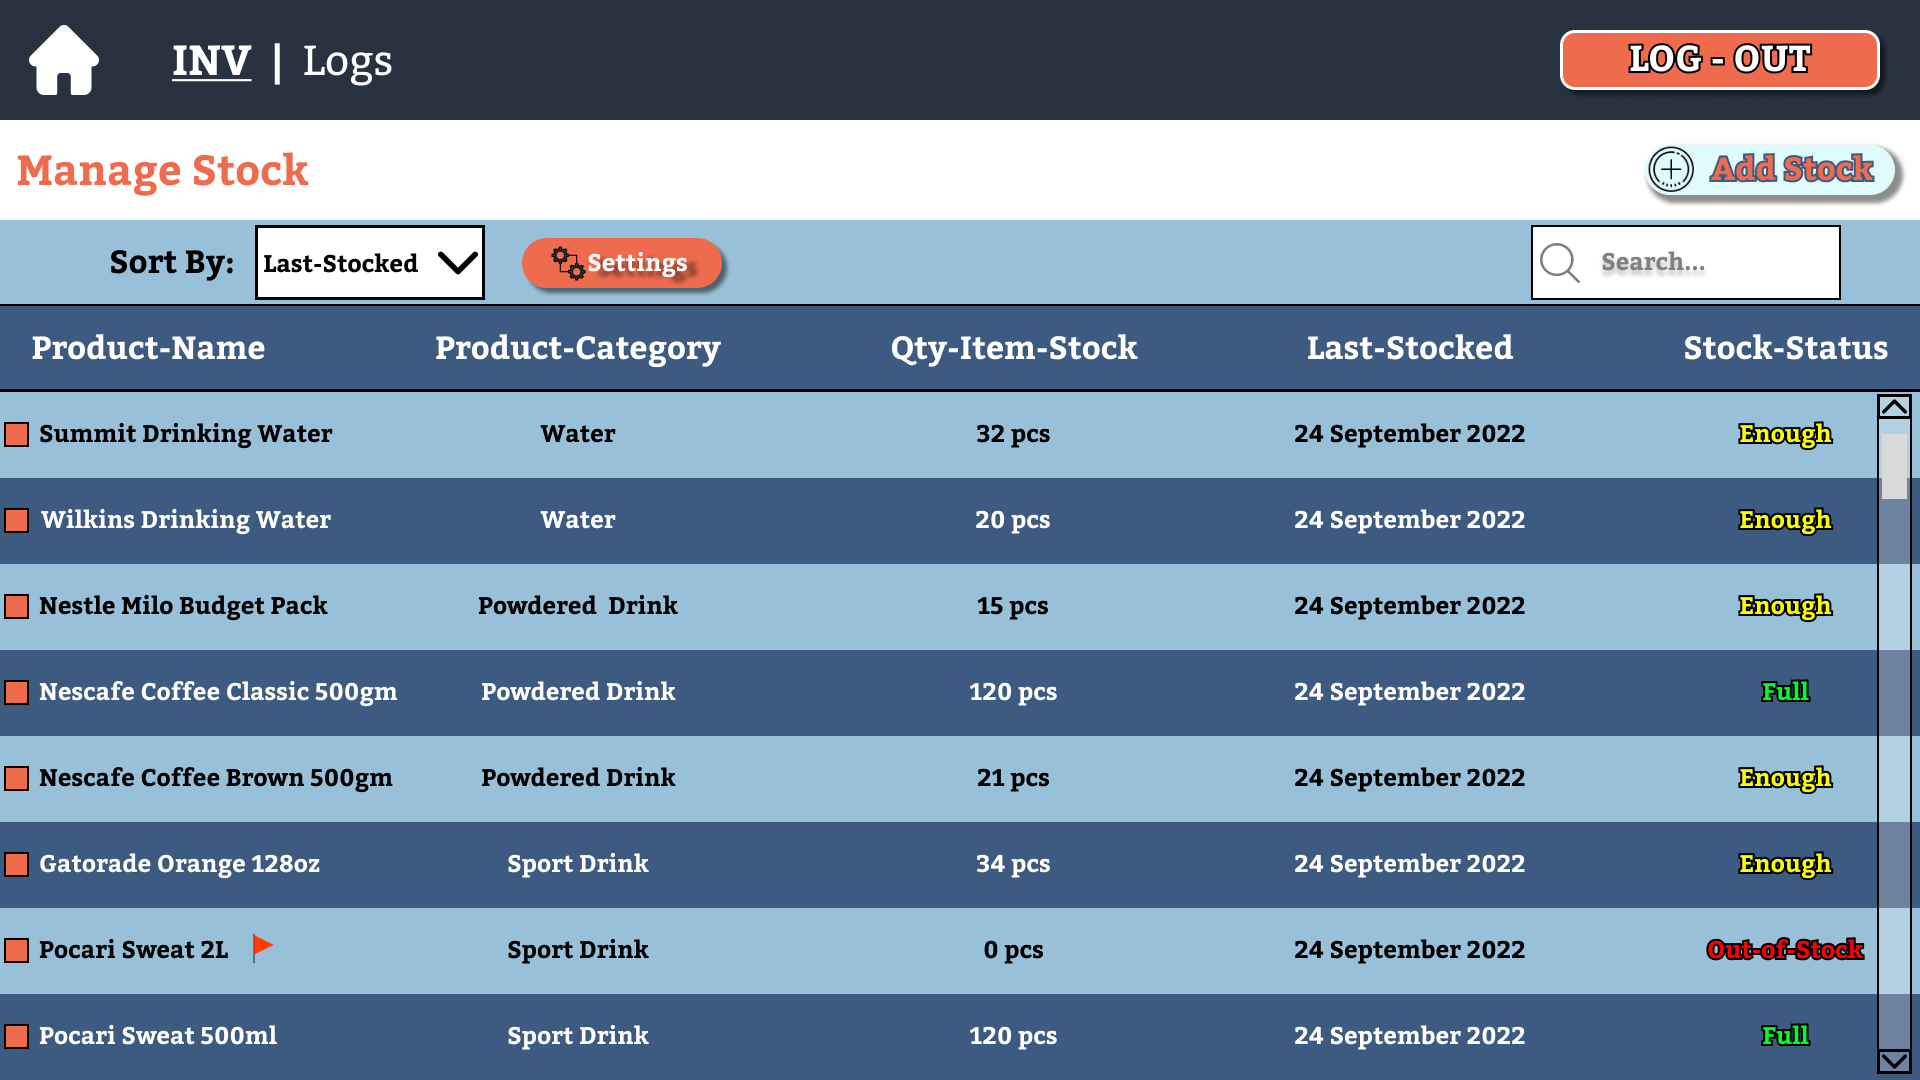 INV | Logs
LOG - OUT
Manage Stock
Add Stock
Sort By:
Last-Stocked
Settings
Search...
Product-Name Product-Category Qty-Item-Stock Last-Stocked Stock-Status
Summit Drinking Water Water 32 pcs 24 September 2022 Enough
Wilkins Drinking Water Water 20 pcs 24 September 2022 Enough
Nestle Milo Budget Pack Powdered  Drink 15 pcs 24 September 2022 Enough
Nescafe Coffee Classic 500gm Powdered Drink 120 pcs 24 September 2022 Full
Nescafe Coffee Brown 500gm Powdered Drink 21 pcs 24 September 2022 Enough
Gatorade Orange 128oz Sport Drink 34 pcs 24 September 2022 Enough
Pocari Sweat 2L Sport Drink 0 pcs 24 September 2022 Out-of-Stock
Pocari Sweat 500ml Sport Drink 120 pcs 24 September 2022 Full